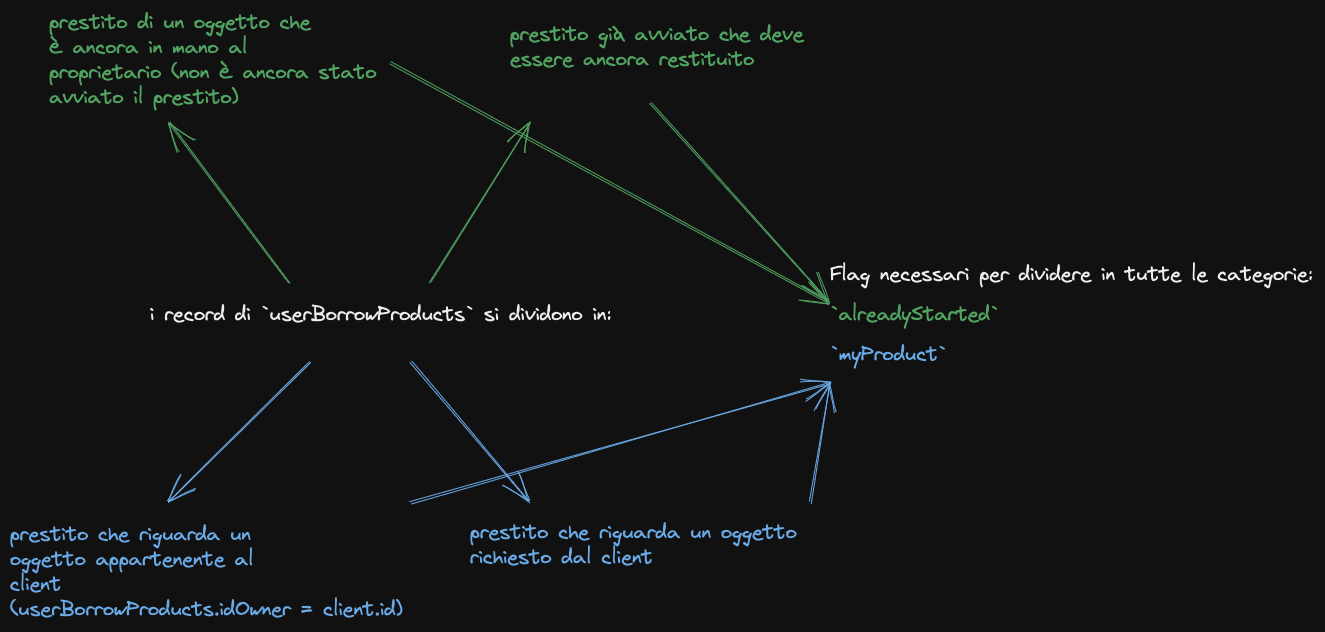 prestito di un oggetto che
è ancora in mano al
proprietario (non è ancora stato
avviato il prestito)
prestito già avviato che deve
essere ancora restituito
Flag necessari per dividere in tutte le categorie:
i record di `userBorrowProducts` si dividono in:
`alreadyStarted`
`myProduct`
prestito che riguarda un
oggetto appartenente al
client
(userBorrowProducts.idOwner = client.id)
prestito che riguarda un oggetto
richiesto dal client